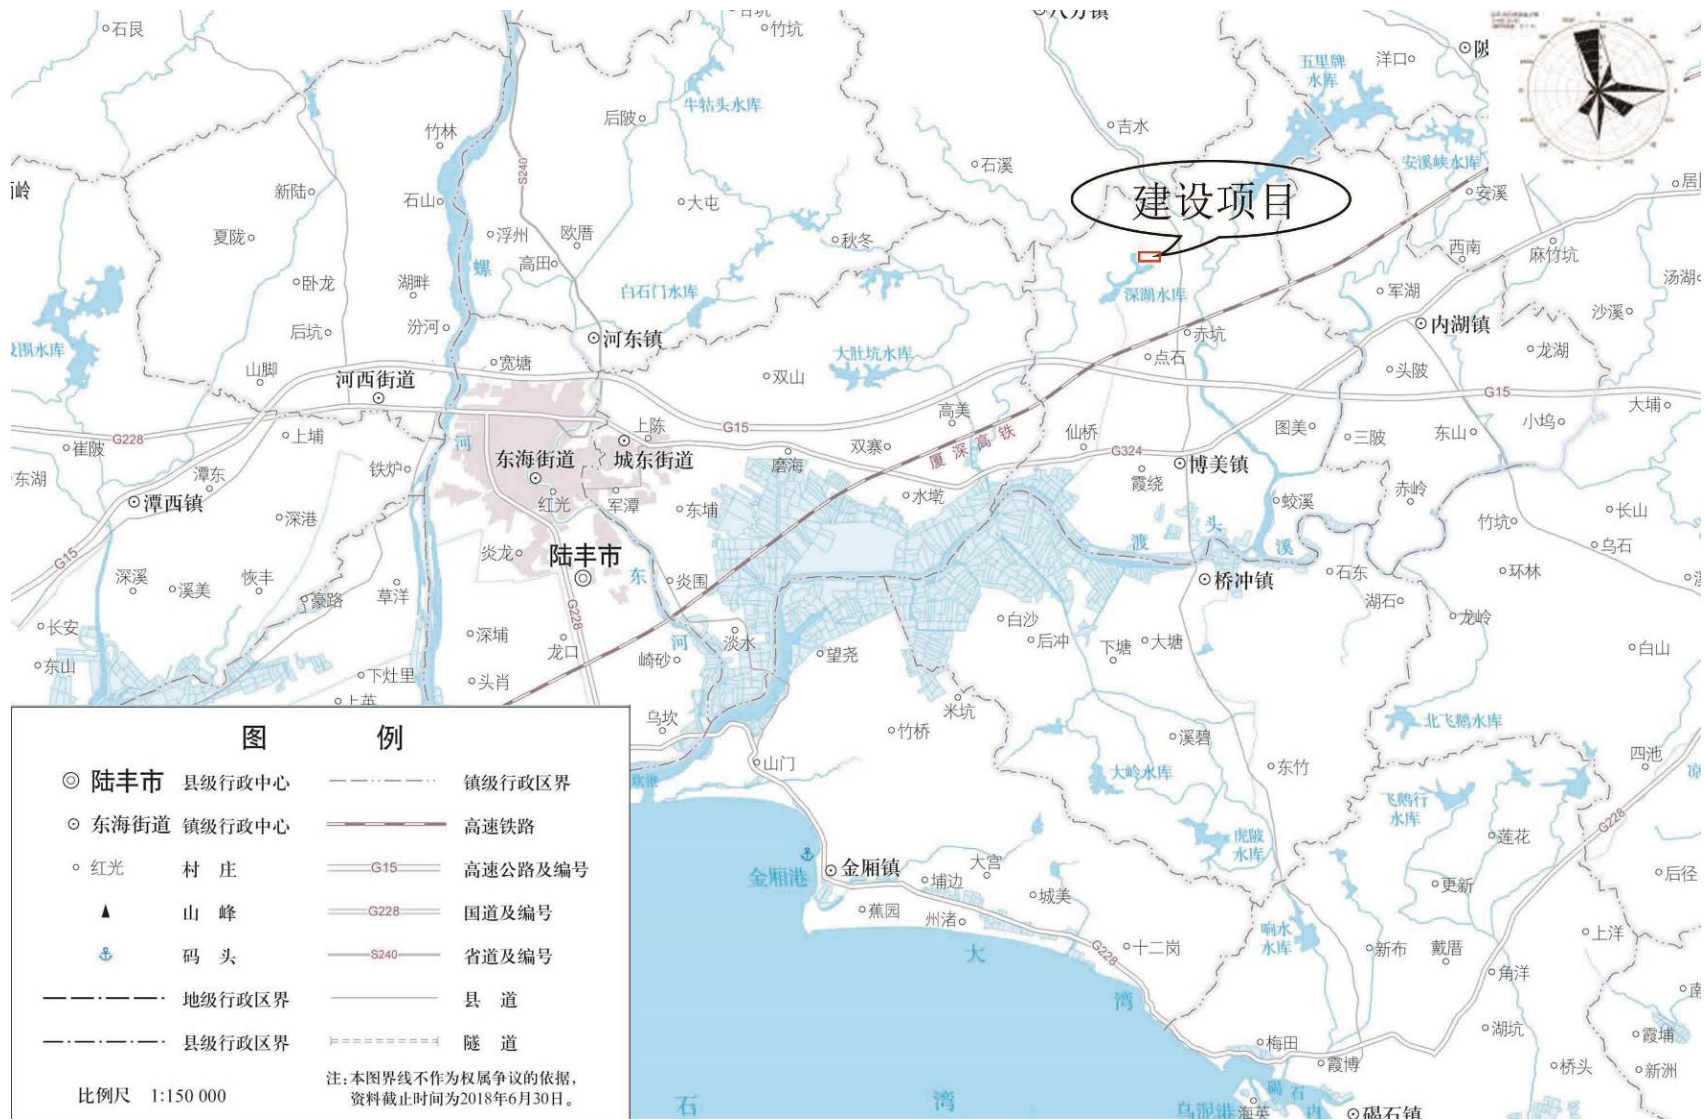 石艮
竹坑
八万镇
洋口
五里牌
水库
牛牯头水库
后陂
竹林
吉水
石溪
安溪峡水库
安溪
新陆
石山
大屯
建设项目
夏陇
浮州
欧厝
秋冬
西南
麻竹坑
螺
高田
卧龙
湖畔
白石门水库
深湖水库
军湖
汤湖
沙溪
后坑
汾河
河东镇
赤坑
内湖镇
大肚坑水库
点石
龙湖
山脚
宽塘
双山
头陂
河西街道
G15
大埔
高美
小坞
G228
上埔
河
上陈
G15
双寨
厦深高铁
仙桥
G324
图美
三陂
东山
崔陂
东海街道
城东街道
磨海
博美镇
东湖
潭东
铁炉
霞绕
赤岭
潭西镇
红光
军潭
东埔
水墘
蛟溪
长山
深港
竹坑
头
渡
溪
炎龙
陆丰市
乌石
G15
深溪
溪美
恢丰
草洋
豪路
东
炎围
桥冲镇
石东
环林
湖石
G228
长安
深埔
龙口
河
淡水
白沙
后冲
下塘
大塘
龙岭
东山
崎砂
望尧
白山
下灶里
头肖
上英
米坑
乌坎
竹桥
溪碧
北飞鹅水库
四池
山门
大岭水库
东竹
飞鹅行
水库
S240
G228
虎陂
水库
莲花
金厢港
金厢镇
大宫
埔边
城美
更新
后径
蕉园
州渚
响水
水库
大
G228
十二岗
新布
戴厝
上洋
角洋
湾
梅田
湖坑
霞埔
霞博
桥头
新洲
石
湾
碣
石
乌泥港
海英
内
碣石镇
图 例
陆丰市 县级行政中心
镇级行政区界
东海街道 镇级行政中心
高速铁路
红光 村 庄
G15 高速公路及编号
山 峰
G228 国道及编号
码 头
S240 省道及编号
地级行政区界
县 道
县级行政区界
隧 道
比例尺 1:150 000
注:本图界线不作为权属争议的依据,
资料截止时间为2018年6月30日。